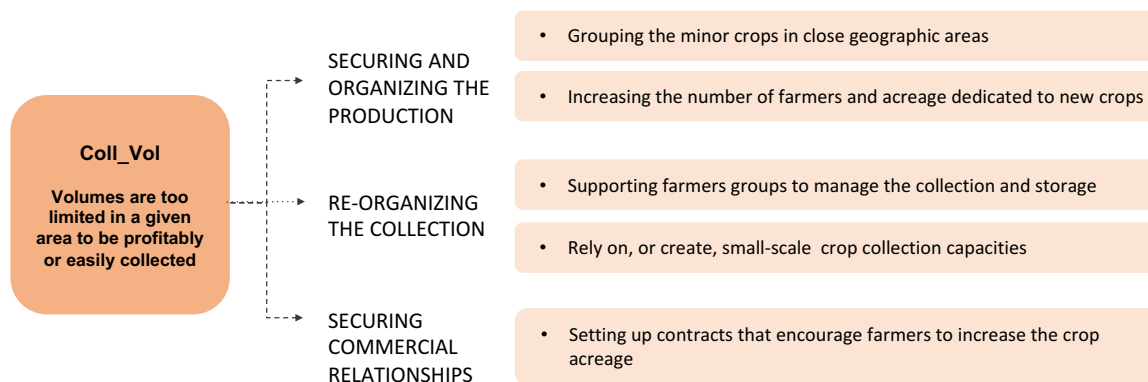 Coll_Vol
Volumes are too
limited in a given
area to be profitably
or easily collected
SECURING AND
ORGANIZING THE
PRODUCTION
• Grouping the minor crops in close geographic areas
• Increasing the number of farmers and acreage dedicated to new crops
RE-ORGANIZING
THE COLLECTION
• Supporting farmers groups to manage the collection and storage
• Rely on, or create, small-scale crop collection capacities
SECURING
COMMERCIAL
RELATIONSHIPS
• Setting up contracts that encourage farmers to increase the crop
acreage